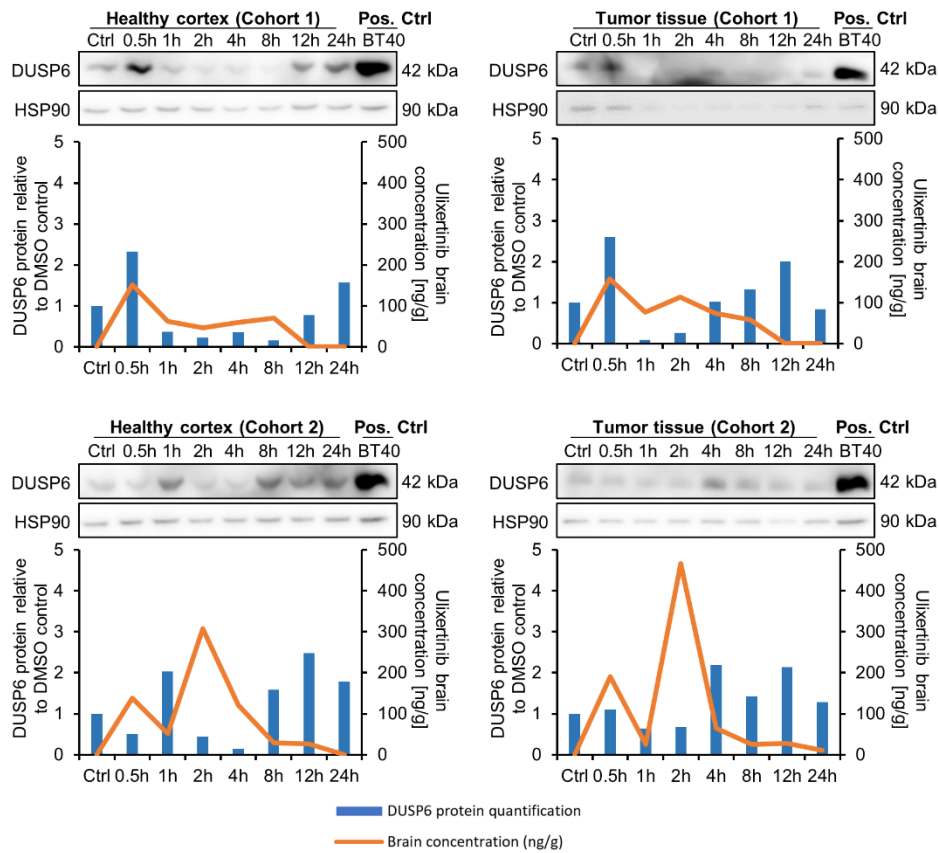 Healthy cortex (Cohort 1) Pos. Ctrl
Ctrl 0.5h 1h 2h 4h 8h 12h 24h BT40
DUSP6 42 kDa
HSP90 90 kDa
DUSP6 protein relative
to DMSO control
5
4
3
2
1
0
500
400
300
200
100
0
Ulixertinib brain
concentration [ng/g]
Ctrl 0.5h 1h 2h 4h 8h 12h 24h
Tumor tissue (Cohort 1) Pos. Ctrl
Ctrl 0.5h 1h 2h 4h 8h 12h 24h BT40
DUSP6 42 kDa
HSP90 90 kDa
DUSP6 protein relative
to DMSO control
5
4
3
2
1
0
500
400
300
200
100
0
Ulixertinib brain
concentration [ng/g]
Ctrl 0.5h 1h 2h 4h 8h 12h 24h
Healthy cortex (Cohort 2) Pos. Ctrl
Ctrl 0.5h 1h 2h 4h 8h 12h 24h BT40
DUSP6 42 kDa
HSP90 90 kDa
DUSP6 protein relative
to DMSO control
5
4
3
2
1
0
500
400
300
200
100
0
Ulixertinib brain
concentration [ng/g]
Ctrl 0.5h 1h 2h 4h 8h 12h 24h
Tumor tissue (Cohort 2) Pos. Ctrl
Ctrl 0.5h 1h 2h 4h 8h 12h 24h BT40
DUSP6 42 kDa
HSP90 90 kDa
DUSP6 protein relative
to DMSO control
5
4
3
2
1
0
500
400
300
200
100
0
Ulixertinib brain
concentration [ng/g]
Ctrl 0.5h 1h 2h 4h 8h 12h 24h
DUSP6 protein quantification
Brain concentration (ng/g)